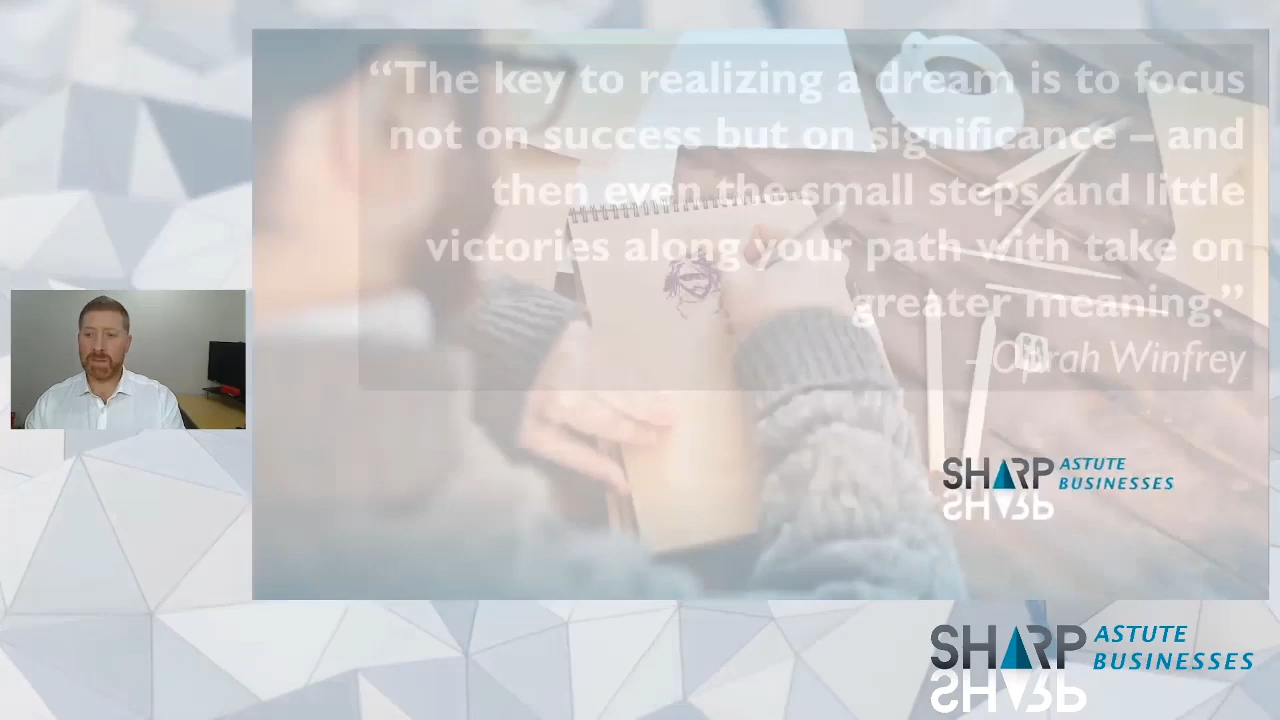 “The key to realizing a dream is to focus
not on success but on significance – and
then even the small steps and little
victories along your path with take on
greater meaning.”
- Oprah Winfrey
SHARP ASTUTE
BUSINESSES
SHARP ASTUTE
BUSINESSES